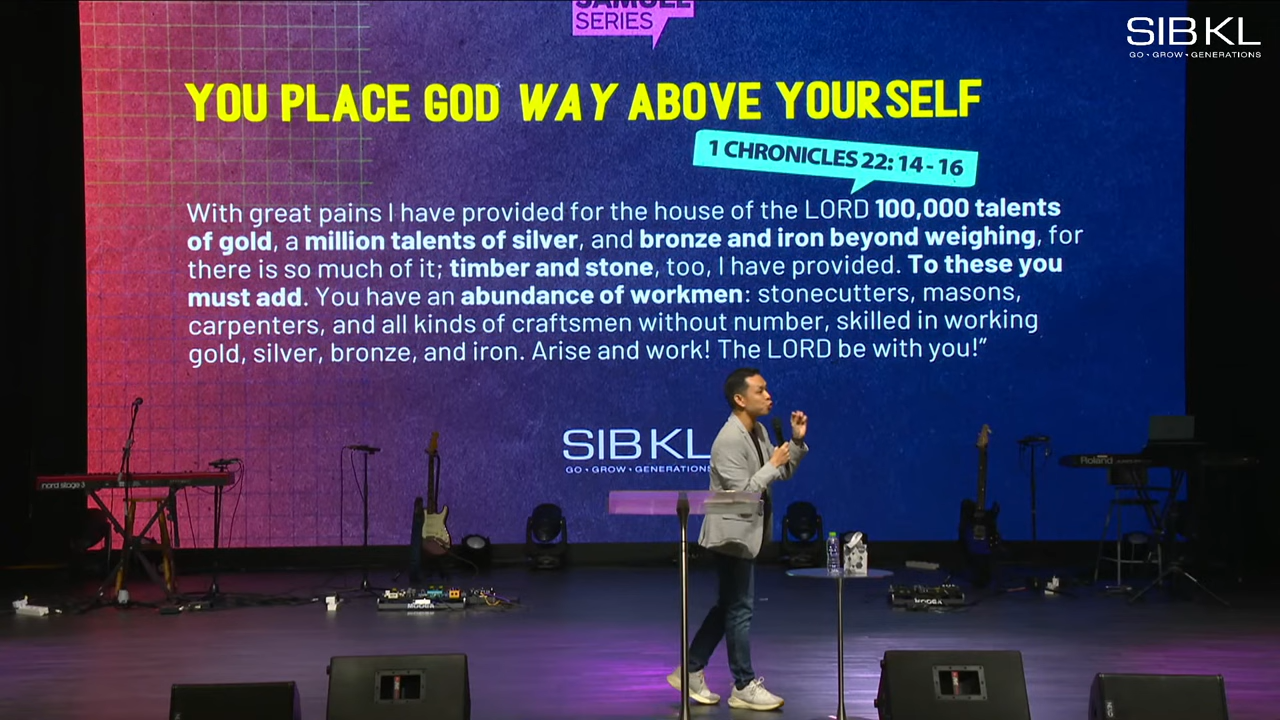 SAMUEL
SERIES
SIBKL
GO • GROW • GENERATIONS
YOU PLACE GOD WAY ABOVE YOURSELF
1 CHRONICLES 22: 14 - 16
With great pains I have provided for the house of the LORD 100,000 talents
of gold, a million talents of silver, and bronze and iron beyond weighing, for
there is so much of it; timber and stone, too, I have provided. To these you
must add. You have an abundance of workmen: stonecutters, masons,
carpenters, and all kinds of craftsmen without number, skilled in working
gold, silver, bronze, and iron. Arise and work! The LORD be with you!”
SIBKL
GO • GROW • GENERATIONS
nord stage 3
Roland
MOOER
MOOER